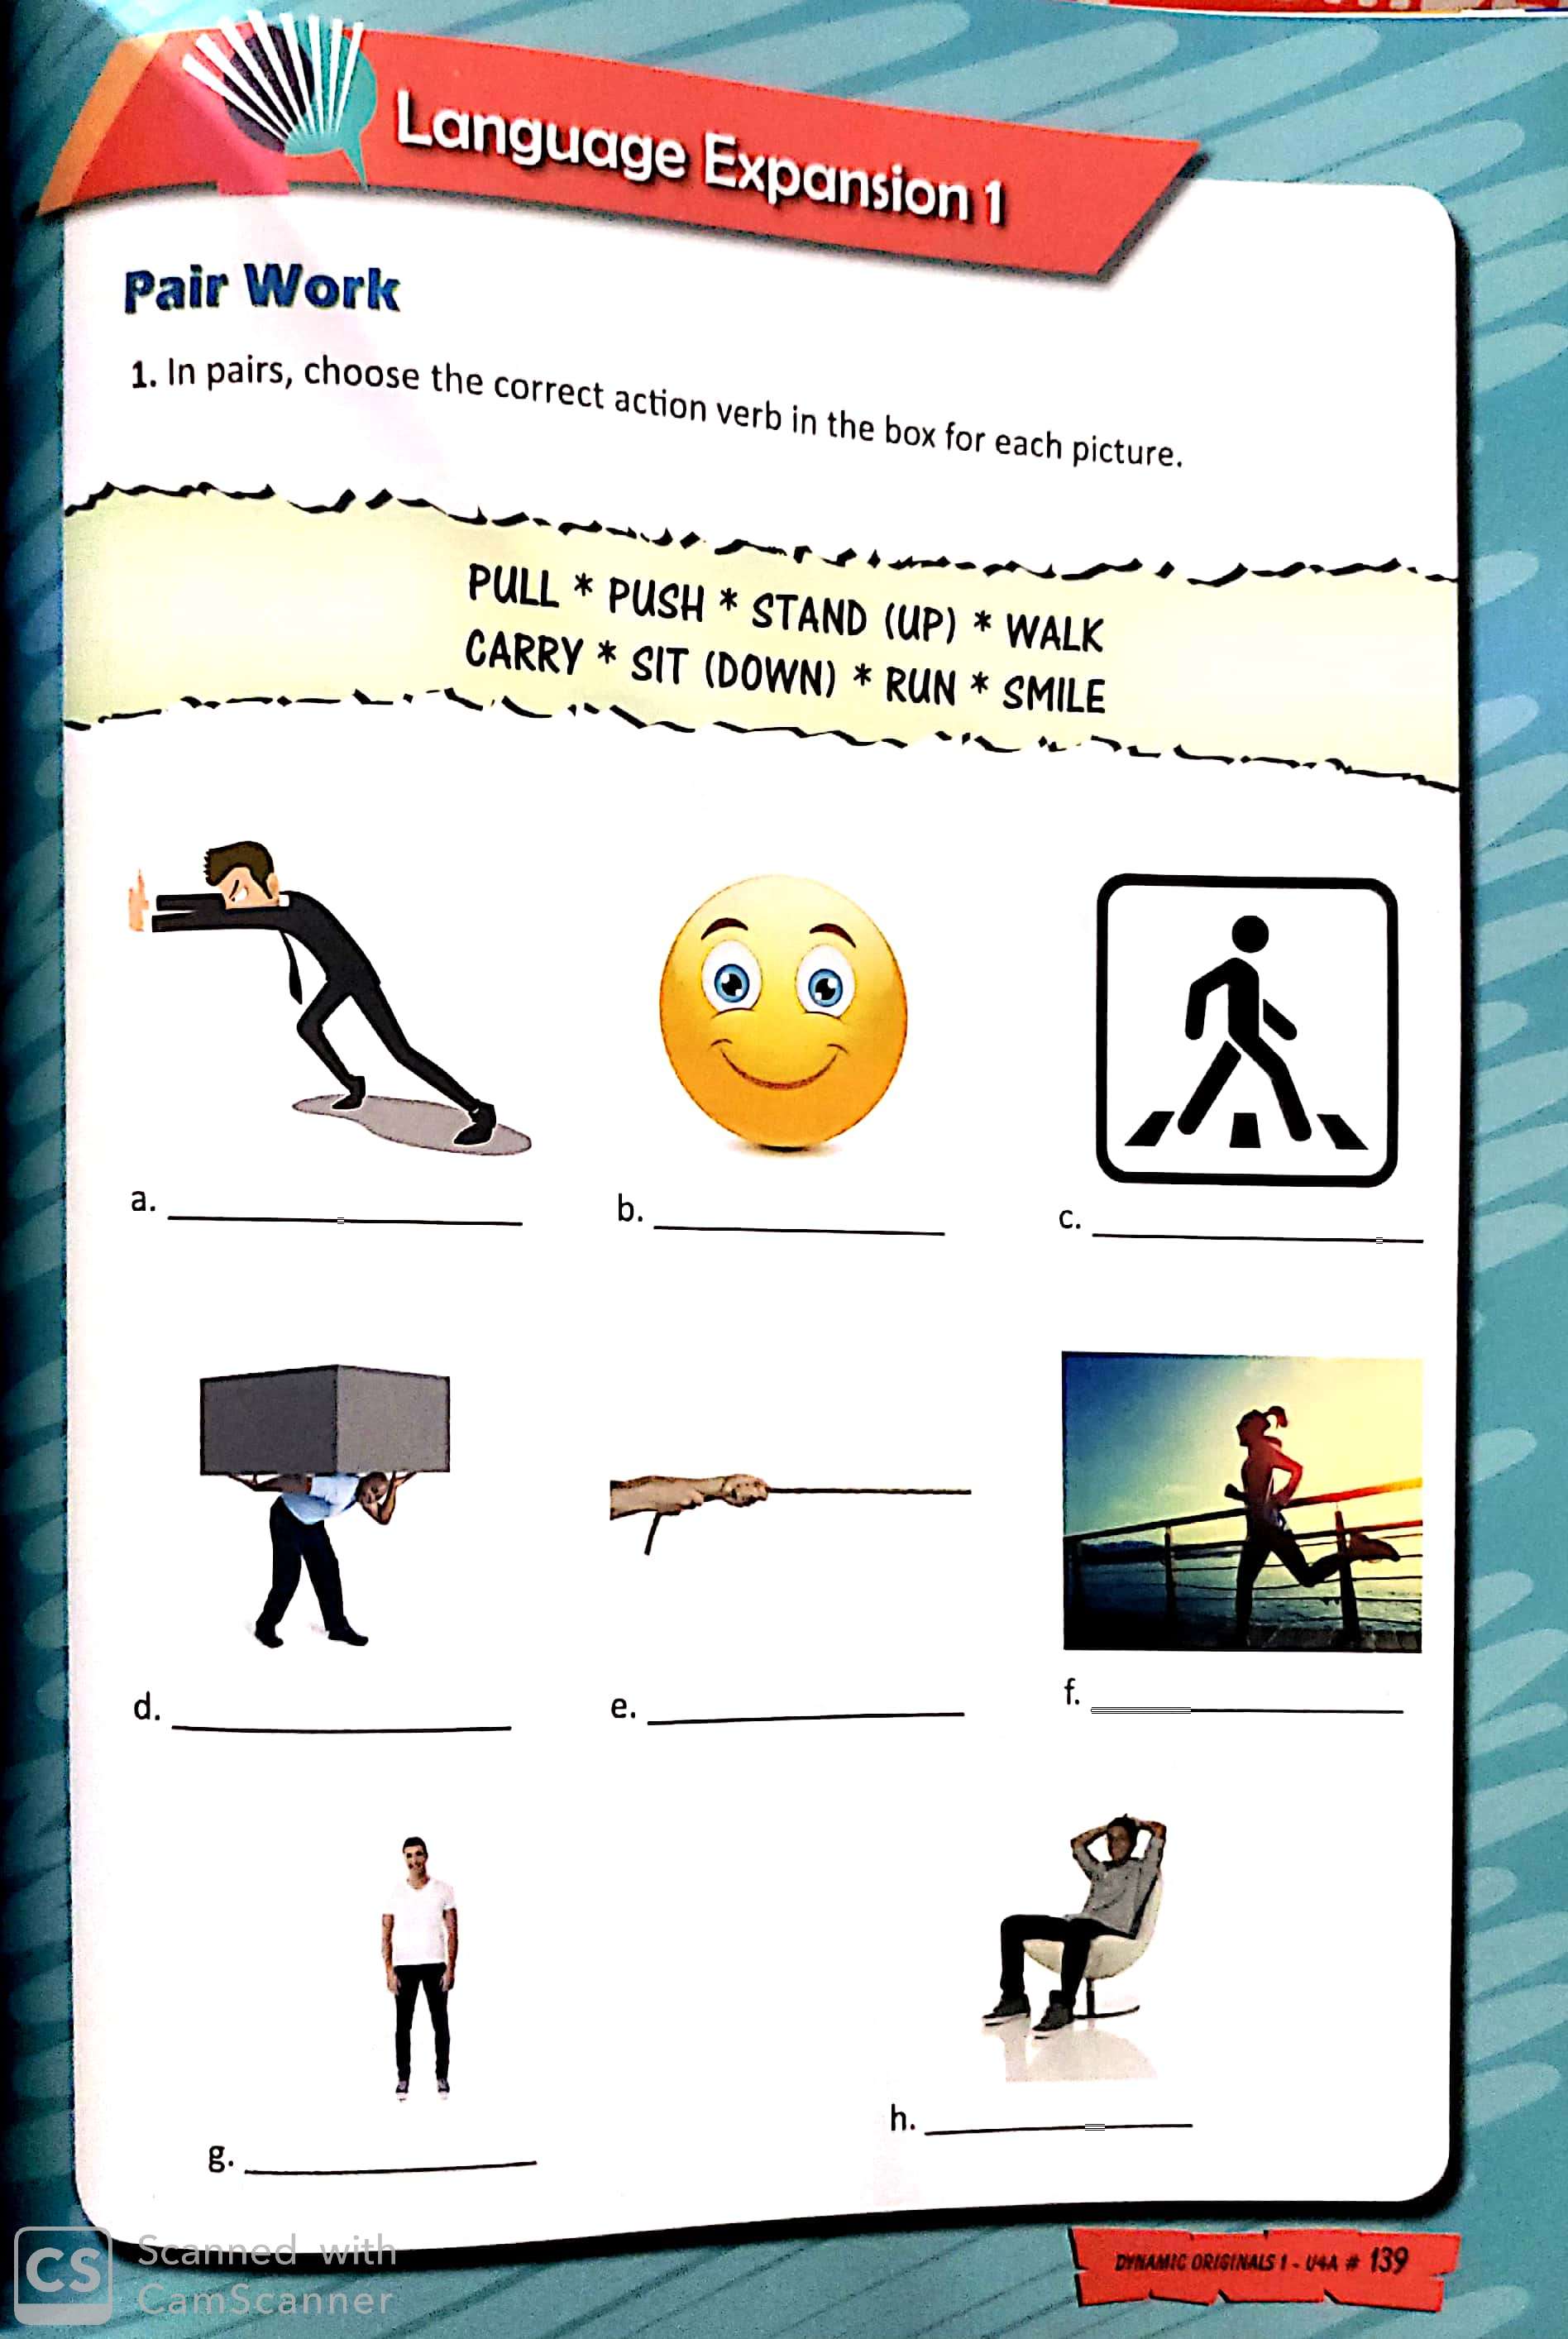 Language Expansion 1
Pair Work
1. In pairs, choose the correct action verb in the box for each picture.
PULL * PUSH * STAND (UP) * WALK
CARRY * SIT (DOWN) * RUN * SMILE
a. ____________
b. ____________
c. ____________
d. ____________
e. ____________
f. ____________
g. ____________
h. ____________
DYNAMIC ORIGINALS 1 - U4A # 139
CS
Scanned with
CamScanner